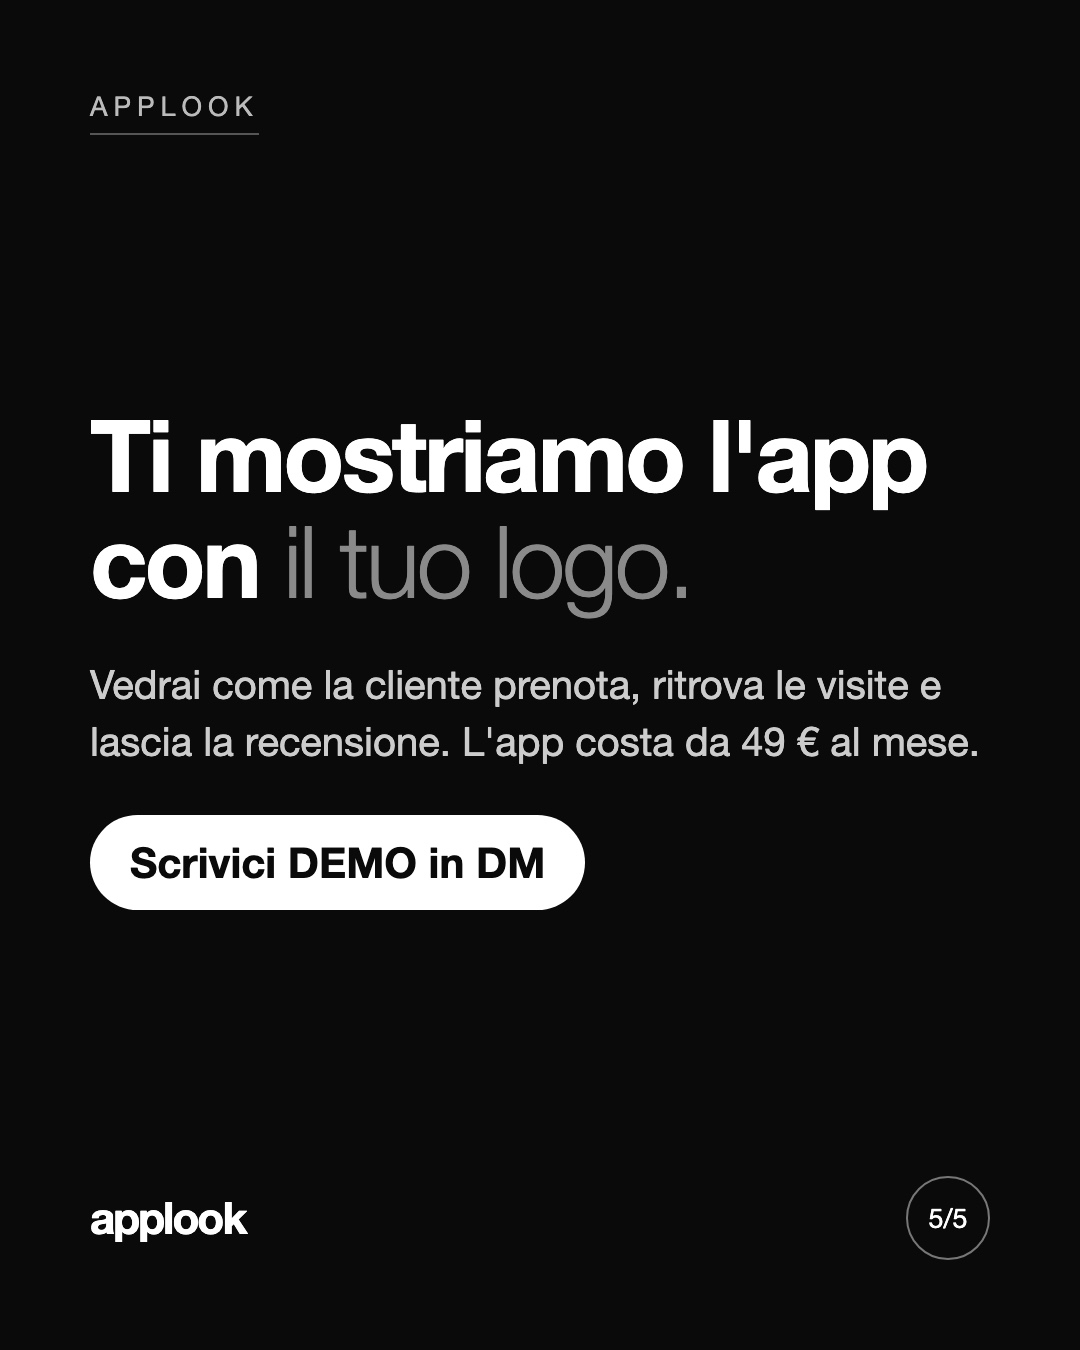 APPLOOK
Ti mostriamo l'app
con il tuo logo.
Vedrai come la cliente prenota, ritrova le visite e
lascia la recensione. L'app costa da 49 € al mese.
Scrivici DEMO in DM
applook
5/5